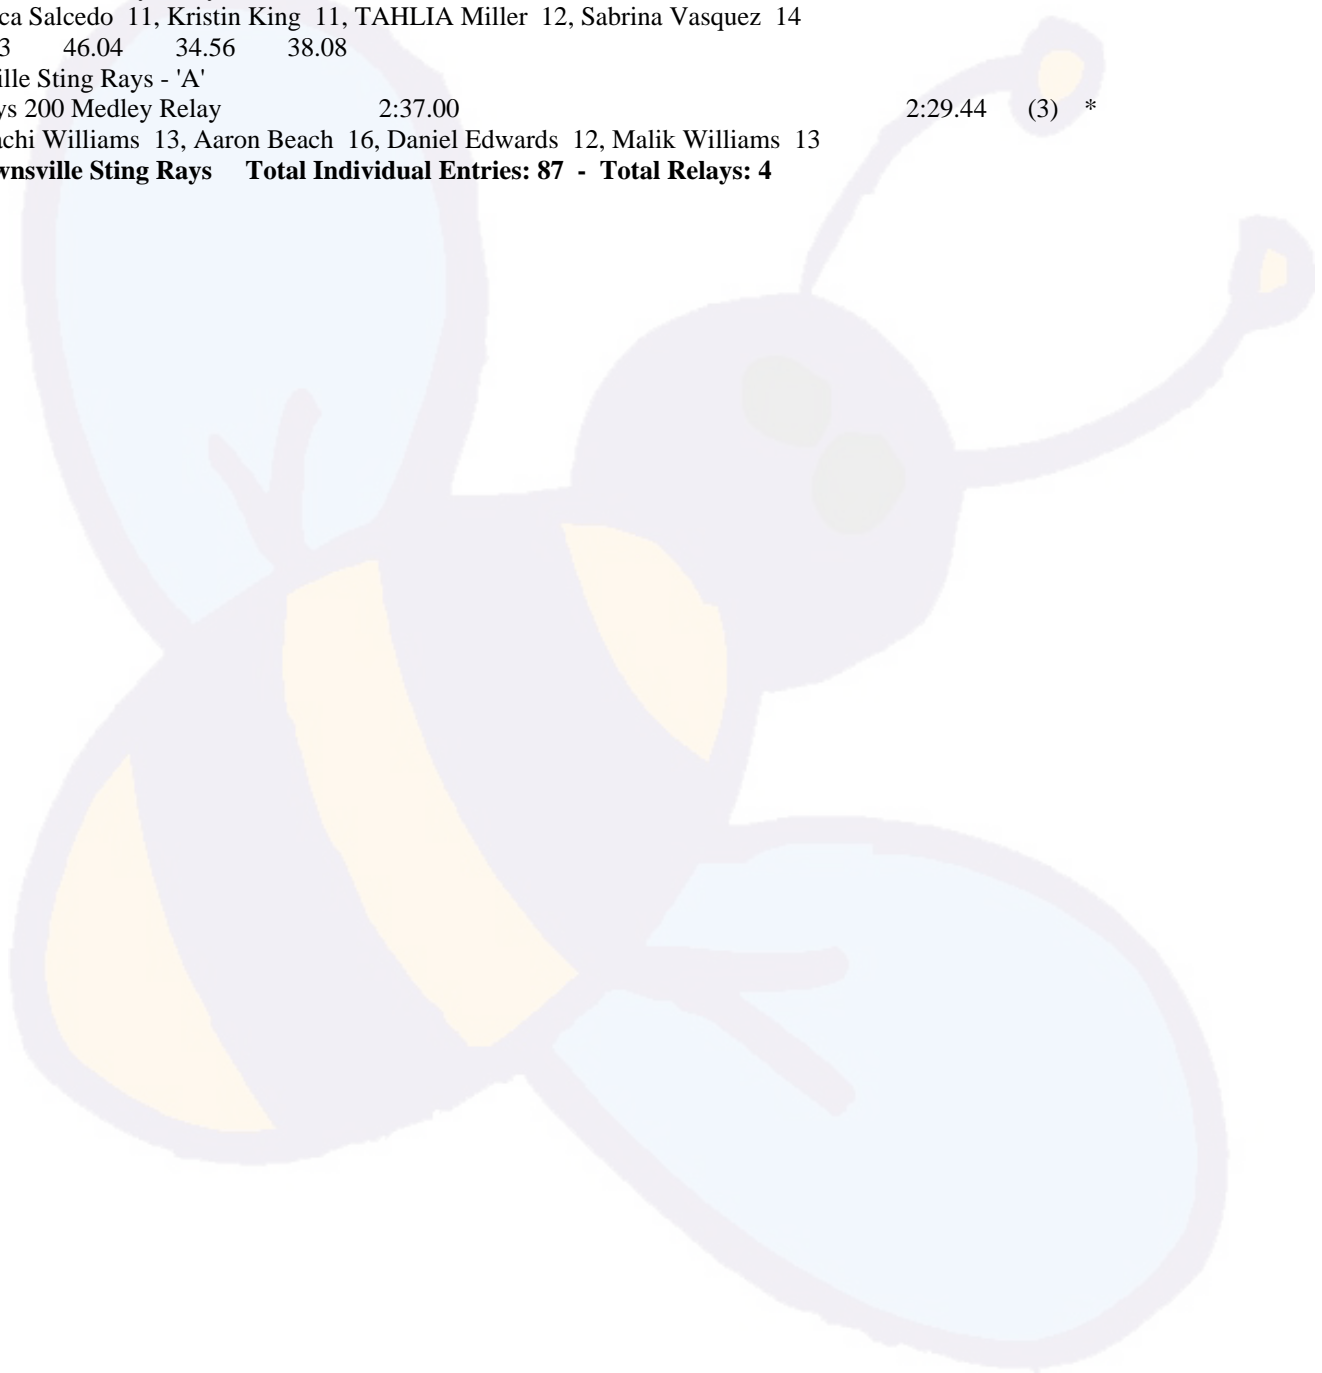 ca Salcedo 11, Kristin King 11, TAHLIA Miller 12, Sabrina Vasquez 14
3 46.04 34.56 38.08
ille Sting Rays - 'A'
ys 200 Medley Relay 2:37.00 2:29.44 (3) *
chi Williams 13, Aaron Beach 16, Daniel Edwards 12, Malik Williams 13
wnsville Sting Rays Total Individual Entries: 87 - Total Relays: 4